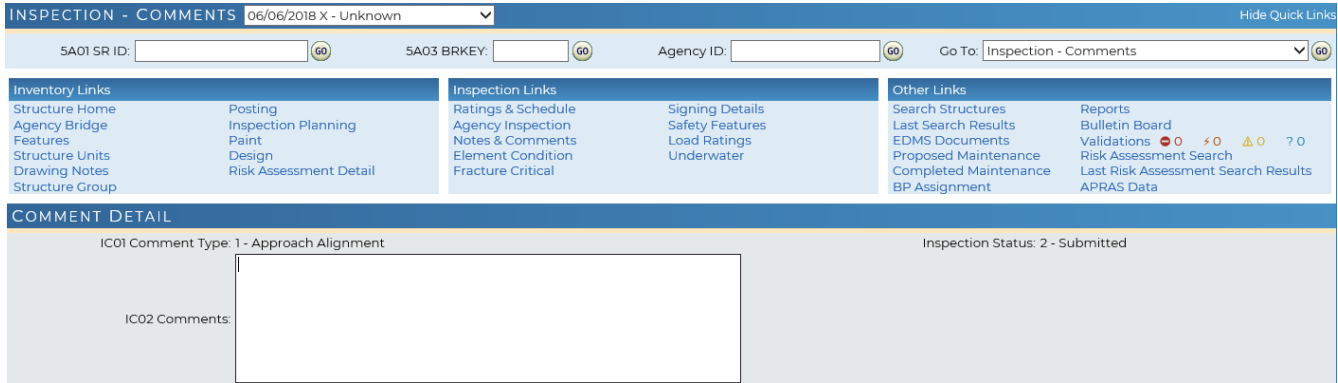 INSPECTION - COMMENTS 06/06/2018 X - Unknown Hide Quick Links
5A01 SR ID: GO 5A03 BRKEY: GO Agency ID: GO Go To: Inspection - Comments GO
Inventory Links
Structure Home Posting
Agency Bridge Inspection Planning
Features Paint
Structure Units Design
Drawing Notes Risk Assessment Detail
Structure Group
Inspection Links
Ratings & Schedule Signing Details
Agency Inspection Safety Features
Notes & Comments Load Ratings
Element Condition Underwater
Fracture Critical
Other Links
Search Structures Reports
Last Search Results Bulletin Board
EDMS Documents Validations 0 0 0 ? 0
Proposed Maintenance Risk Assessment Search
Completed Maintenance Last Risk Assessment Search Results
BP Assignment APRAS Data
COMMENT DETAIL
IC01 Comment Type: 1 - Approach Alignment Inspection Status: 2 - Submitted
IC02 Comments: